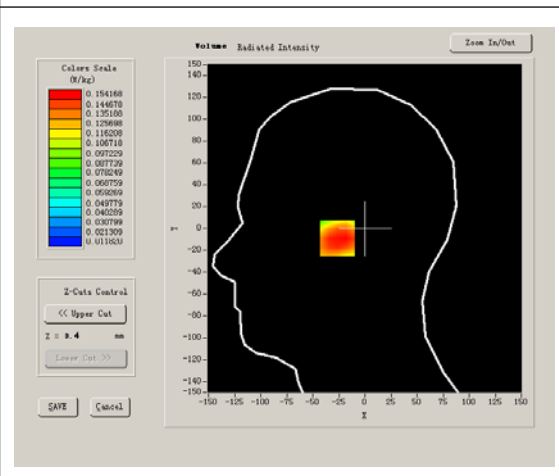 Volume Radiated Intensity
Zoom In/Out
Colors Scale
(W/kg)
0.154168
0.144678
0.135188
0.125698
0.116208
0.106718
0.097229
0.087739
0.078249
0.068759
0.059269
0.049779
0.040289
0.030799
0.021309
0.011820
150
140
120
100
80
60
40
20
0
-20
-40
-60
-80
-100
-120
-140
-150
Y
-150 -125 -100 -75 -50 -25 0 25 50 75 100 125 150
X
Z-Cuts Control
<< Upper Cut
Z = 0.4 mm
Lower Cut >>
SAVE
Cancel